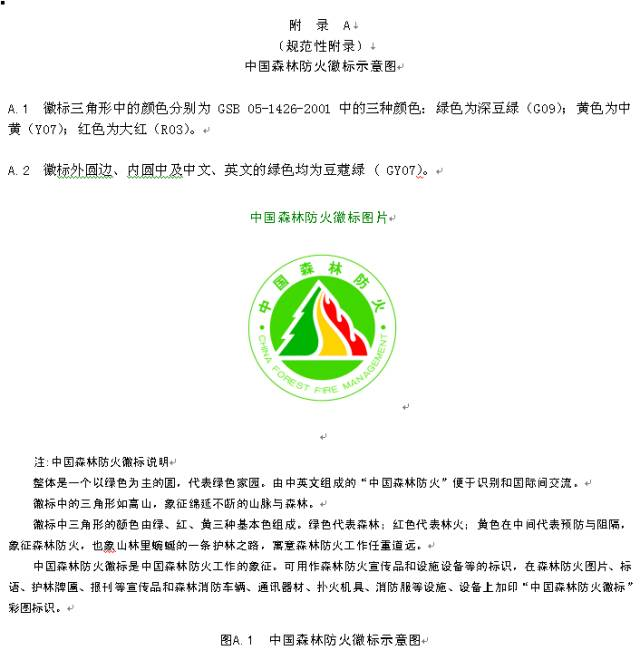 附 录 A
（规范性附录）
中国森林防火徽标示意图
A.1 徽标三角形中的颜色分别为 GSB 05-1426-2001 中的三种颜色：绿色为深豆绿（G09）；黄色为中
黄（Y07）；红色为大红（R03）。
A.2 徽标外圆边、内圆中及中文、英文的绿色均为豆蔻绿（ GY07）。
中国森林防火徽标图片
中国森林防火
CHINA FOREST FIRE MANAGEMENT
注：中国森林防火徽标说明
整体是一个以绿色为主的圆，代表绿色家园。由中英文组成的“中国森林防火”便于识别和国际间交流。
徽标中的三角形如高山，象征绵延不断的山脉与森林。
徽标中三角形的颜色由绿、红、黄三种基本色组成。绿色代表森林；红色代表林火；黄色在中间代表预防与阻隔，
象征森林防火，也象山林里蜿蜒的一条护林之路，寓意森林防火工作任重道远。
中国森林防火徽标是中国森林防火工作的象征。可用作森林防火宣传品和设施设备等的标识，在森林防火图片、标
语、护林牌匾、报刊等宣传品和森林消防车辆、通讯器材、扑火机具、消防服等设施、设备上加印“中国森林防火徽标”
彩图标识。
图A.1 中国森林防火徽标示意图